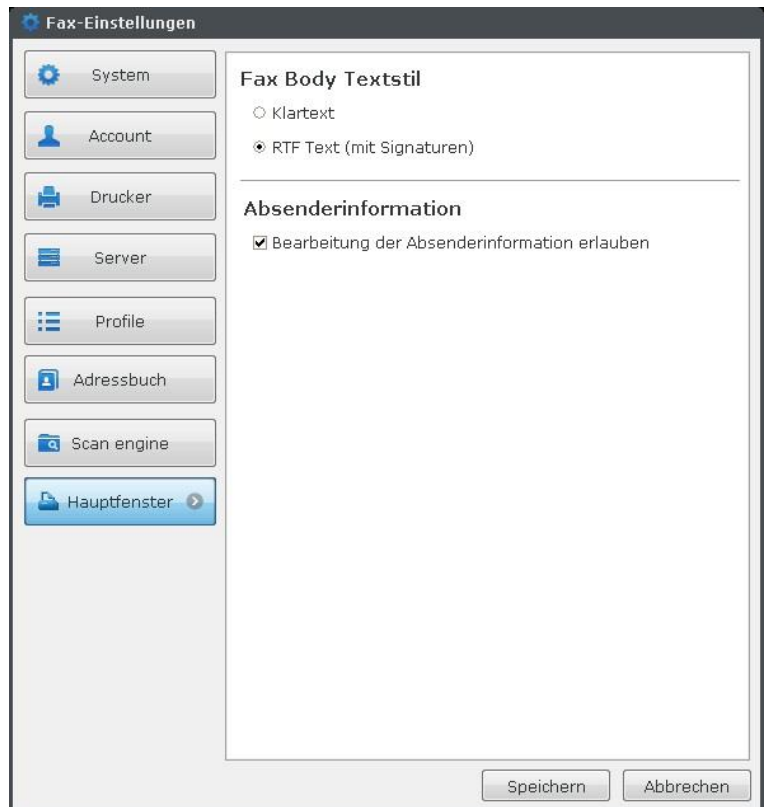 Fax-Einstellungen
System
Account
Drucker
Server
Profile
Adressbuch
Scan engine
Hauptfenster
Fax Body Textstil
Klartext
RTF Text (mit Signaturen)
Absenderinformation
Bearbeitung der Absenderinformation erlauben
Speichern
Abbrechen